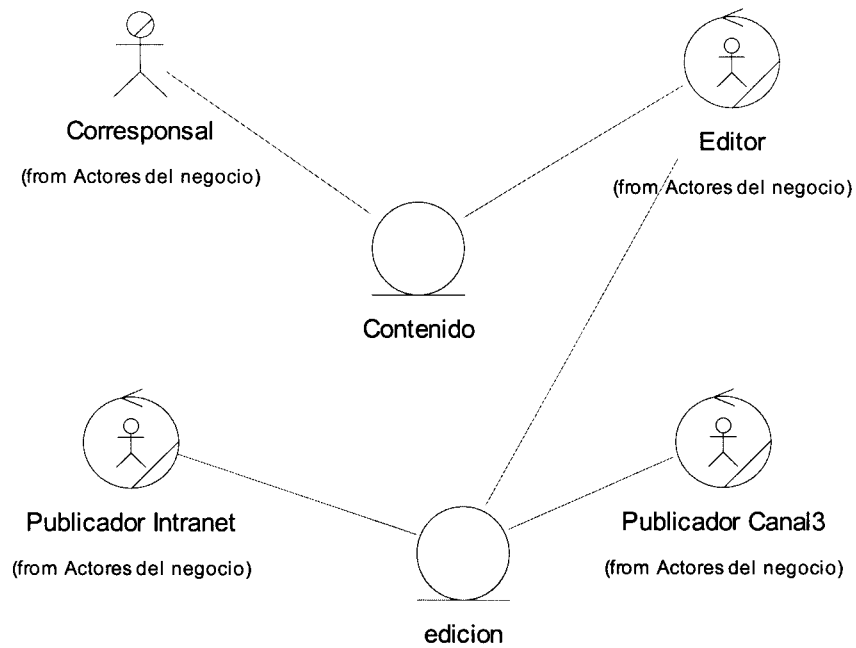 Corresponsal
(from Actores del negocio)
Editor
(from Actores del negocio)
Contenido
Publicador Intranet
(from Actores del negocio)
Publicador Canal3
(from Actores del negocio)
edicion